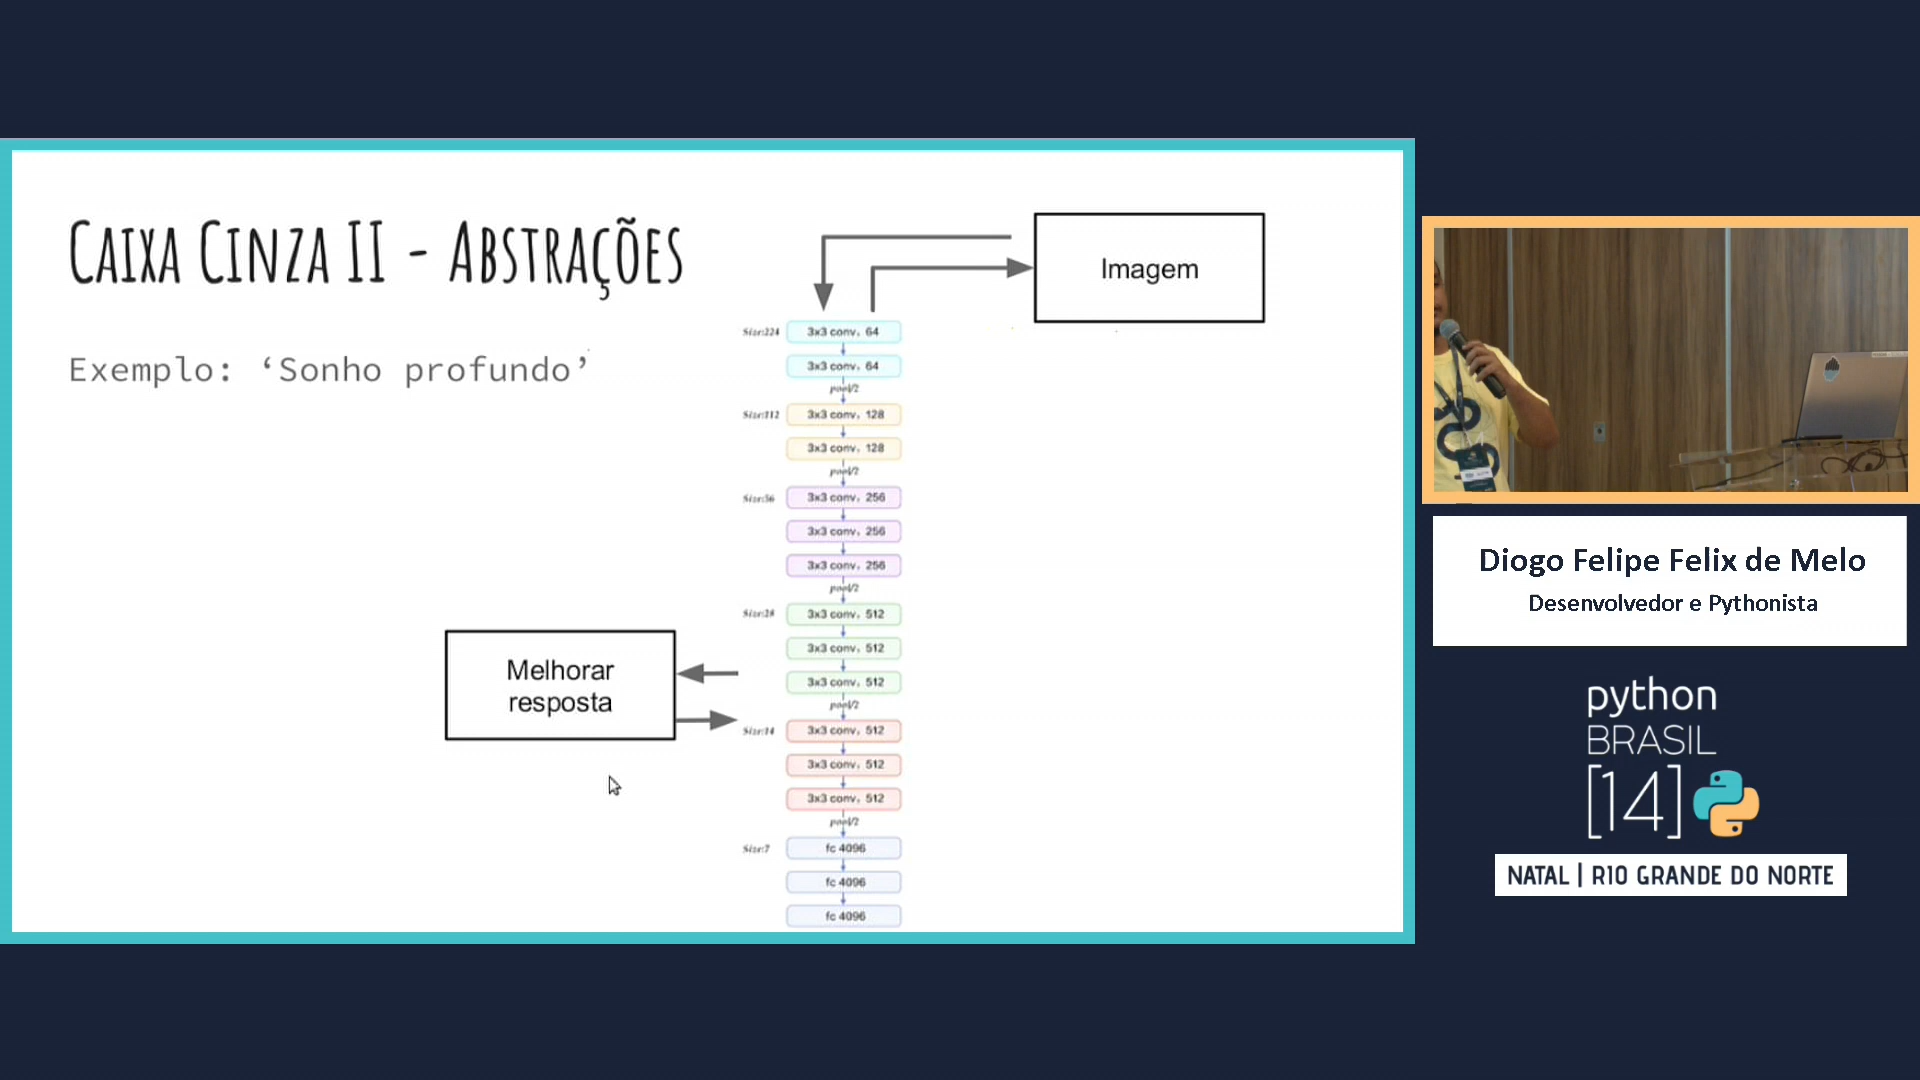 CAIXA CINZA II - ABSTRAÇÕES
Exemplo: ‘Sonho profundo’
Imagem
Size:224
3x3 conv, 64
3x3 conv, 64
pool/2
Size:112
3x3 conv, 128
3x3 conv, 128
pool/2
Size:56
3x3 conv, 256
3x3 conv, 256
3x3 conv, 256
pool/2
Size:28
3x3 conv, 512
3x3 conv, 512
3x3 conv, 512
pool/2
Size:14
3x3 conv, 512
3x3 conv, 512
3x3 conv, 512
pool/2
Size:7
fc 4096
fc 4096
fc 4096
Melhorar
resposta
Diogo Felipe Felix de Melo
Desenvolvedor e Pythonista
python
BRASIL
[14]
NATAL | RIO GRANDE DO NORTE